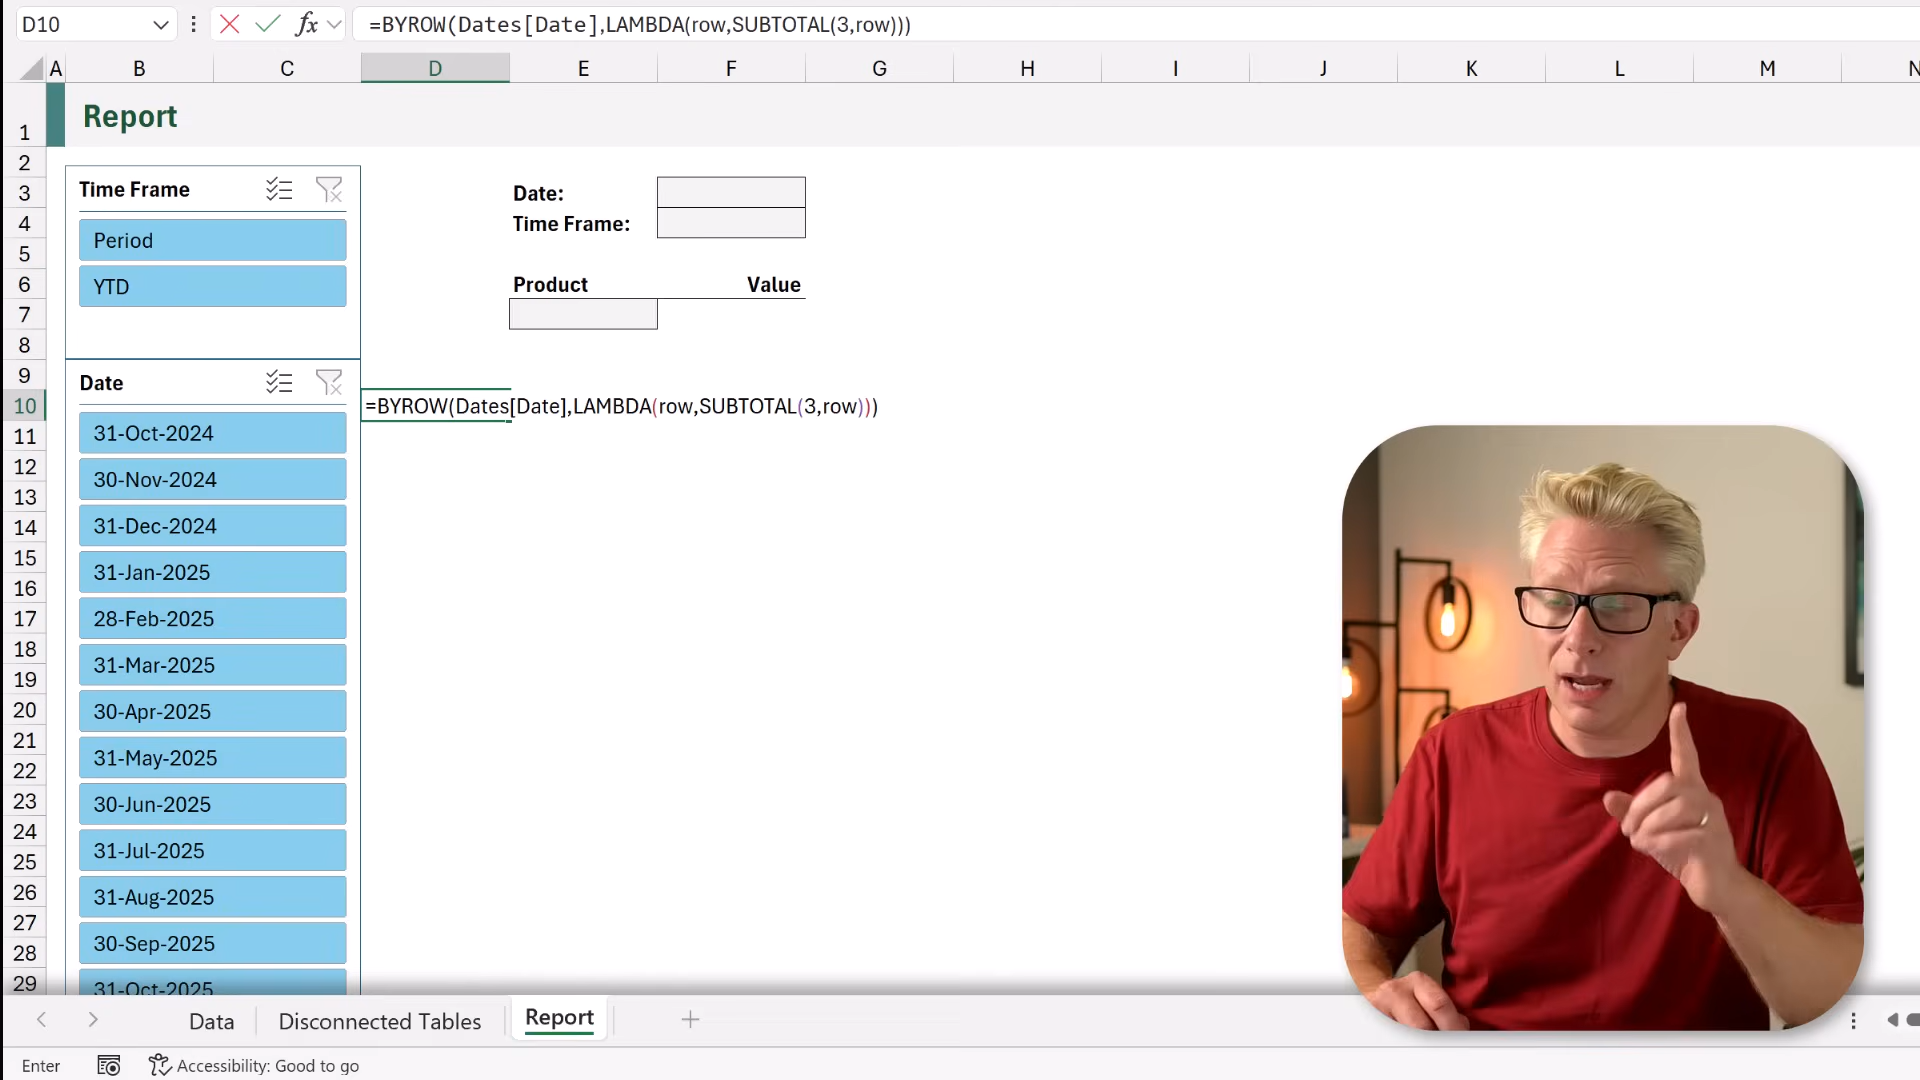 D10
fx
=BYROW(Dates[Date],LAMBDA(row,SUBTOTAL(3,row)))
A B C D E F G H I J K L M N
1
Report
2
Time Frame
3
Date:
4
Time Frame:
5
Period
6
Product Value
YTD
7
8
9
Date
10
=BYROW(Dates[Date],LAMBDA(row,SUBTOTAL(3,row)))
11
31-Oct-2024
12
30-Nov-2024
13
14
31-Dec-2024
15
31-Jan-2025
16
17
28-Feb-2025
18
31-Mar-2025
19
20
30-Apr-2025
21
31-May-2025
22
23
30-Jun-2025
24
31-Jul-2025
25
26
31-Aug-2025
27
30-Sep-2025
28
29
31-Oct-2025
Data Disconnected Tables Report
Enter Accessibility: Good to go